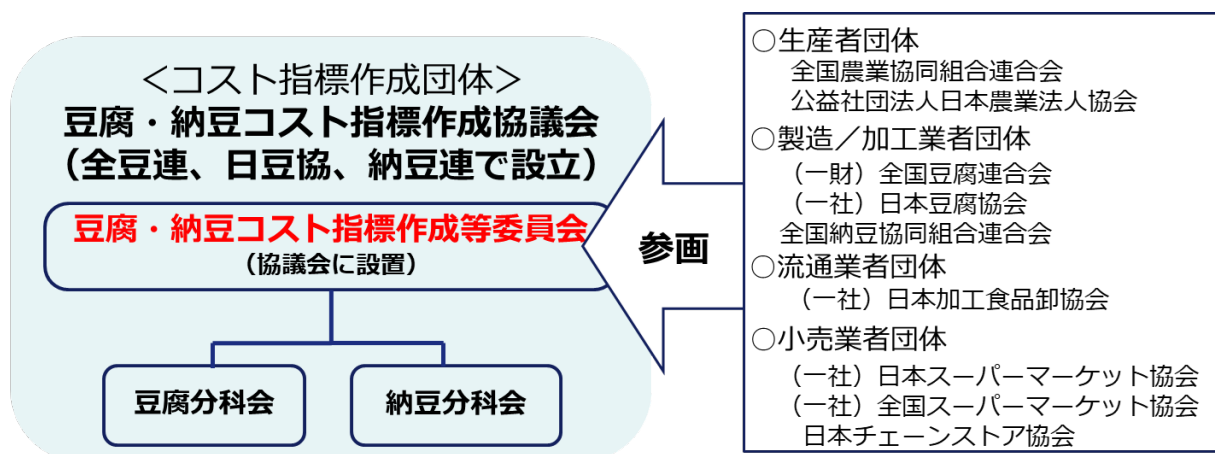 ＜コスト指標作成団体＞
豆腐・納豆コスト指標作成協議会
（全豆連、日豆協、納豆連で設立）
豆腐・納豆コスト指標作成等委員会
（協議会に設置）
豆腐分科会
納豆分科会
参画
○生産者団体
全国農業協同組合連合会
公益社団法人日本農業法人協会
○製造／加工業者団体
（一財）全国豆腐連合会
（一社）日本豆腐協会
全国納豆協同組合連合会
○流通業者団体
（一社）日本加工食品卸協会
○小売業者団体
（一社）日本スーパーマーケット協会
（一社）全国スーパーマーケット協会
日本チェーンストア協会